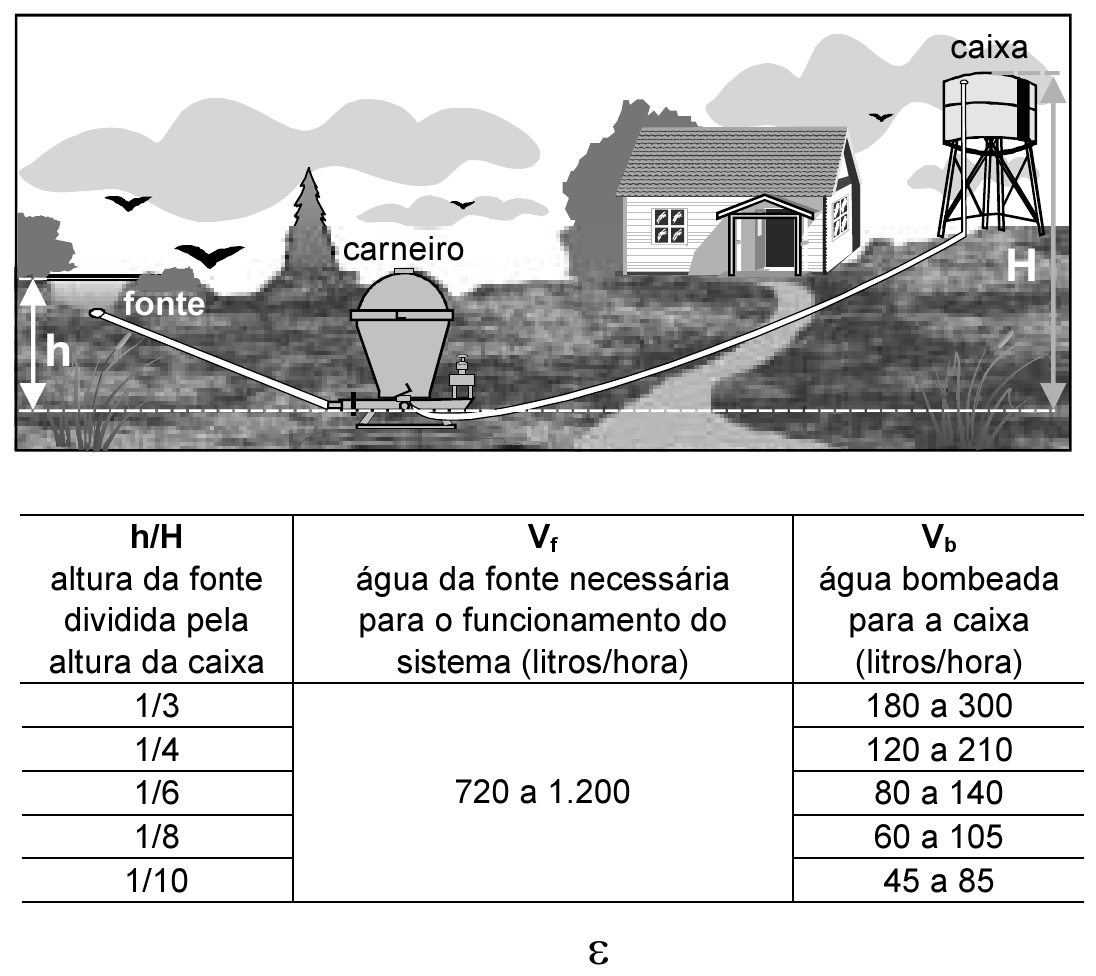 caixa
carneiro
fonte
h
H
h/H
altura da fonte
dividida pela
altura da caixa
V_f
água da fonte necessária
para o funcionamento do
sistema (litros/hora)
V_b
água bombeada
para a caixa
(litros/hora)
1/3
720 a 1.200
180 a 300
1/4
120 a 210
1/6
80 a 140
1/8
60 a 105
1/10
45 a 85
ε